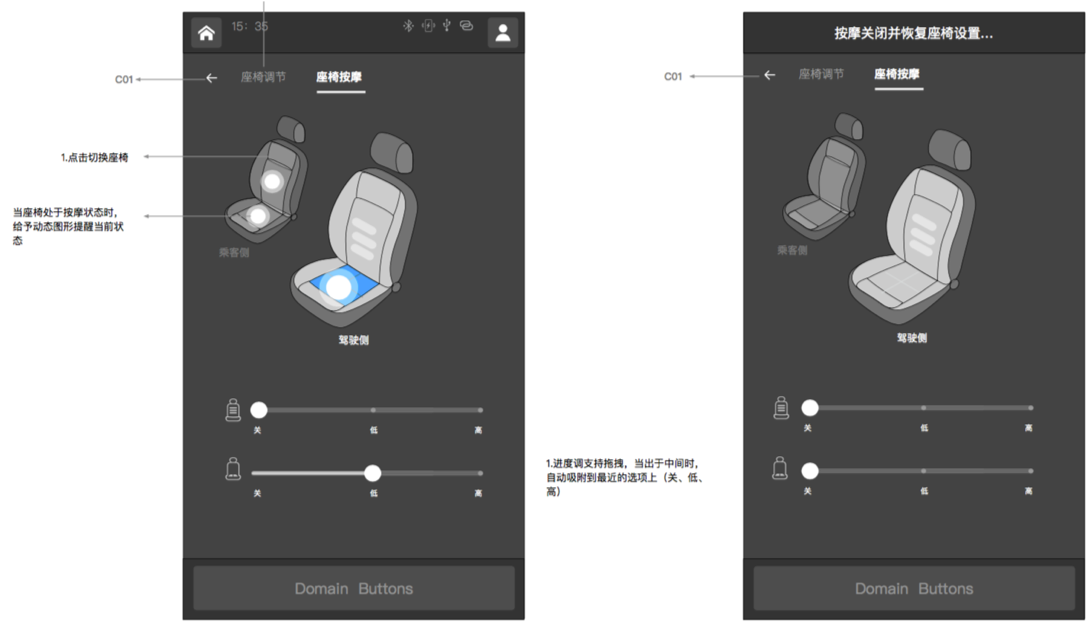 15: 35
C01
座椅调节
座椅按摩
1.点击切换座椅
当座椅处于按摩状态时，
给予动态图形提醒当前状
态
乘客侧
驾驶侧
关
低
高
关
低
高
Domain Buttons
按摩关闭并恢复座椅设置...
C01
座椅调节
座椅按摩
乘客侧
驾驶侧
关
低
高
1.进度调支持拖拽，当出于中间时，
自动吸附到最近的选项上（关、低、
高）
关
低
高
Domain Buttons